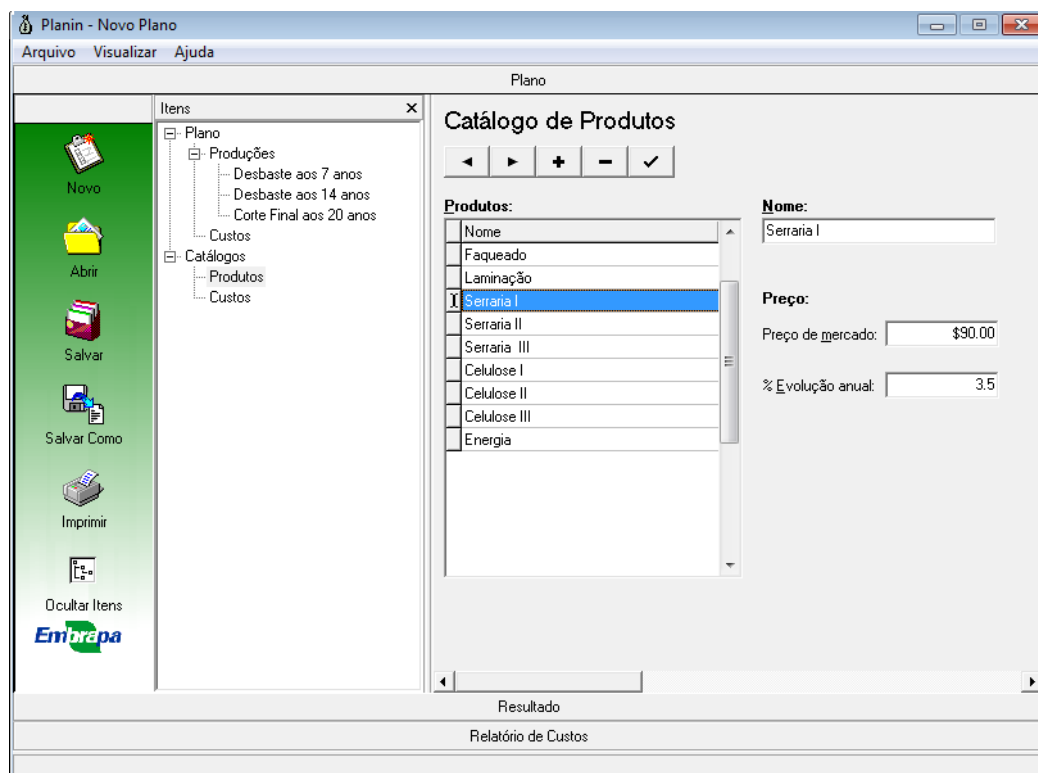 Planin - Novo Plano
Arquivo Visualizar Ajuda
Plano
Novo
Abrir
Salvar
Salvar Como
Imprimir
Ocultar Itens
Embrapa
Itens
Plano
Produções
Desbaste aos 7 anos
Desbaste aos 14 anos
Corte Final aos 20 anos
Custos
Catálogos
Produtos
Custos
Catálogo de Produtos
Produtos:
Nome
Faqueado
Laminação
Serraria I
Serraria II
Serraria III
Celulose I
Celulose II
Celulose III
Energia
Nome:
Serraria I
Preço:
Preço de mercado: $90.00
% Evolução anual: 3.5
Resultado
Relatório de Custos